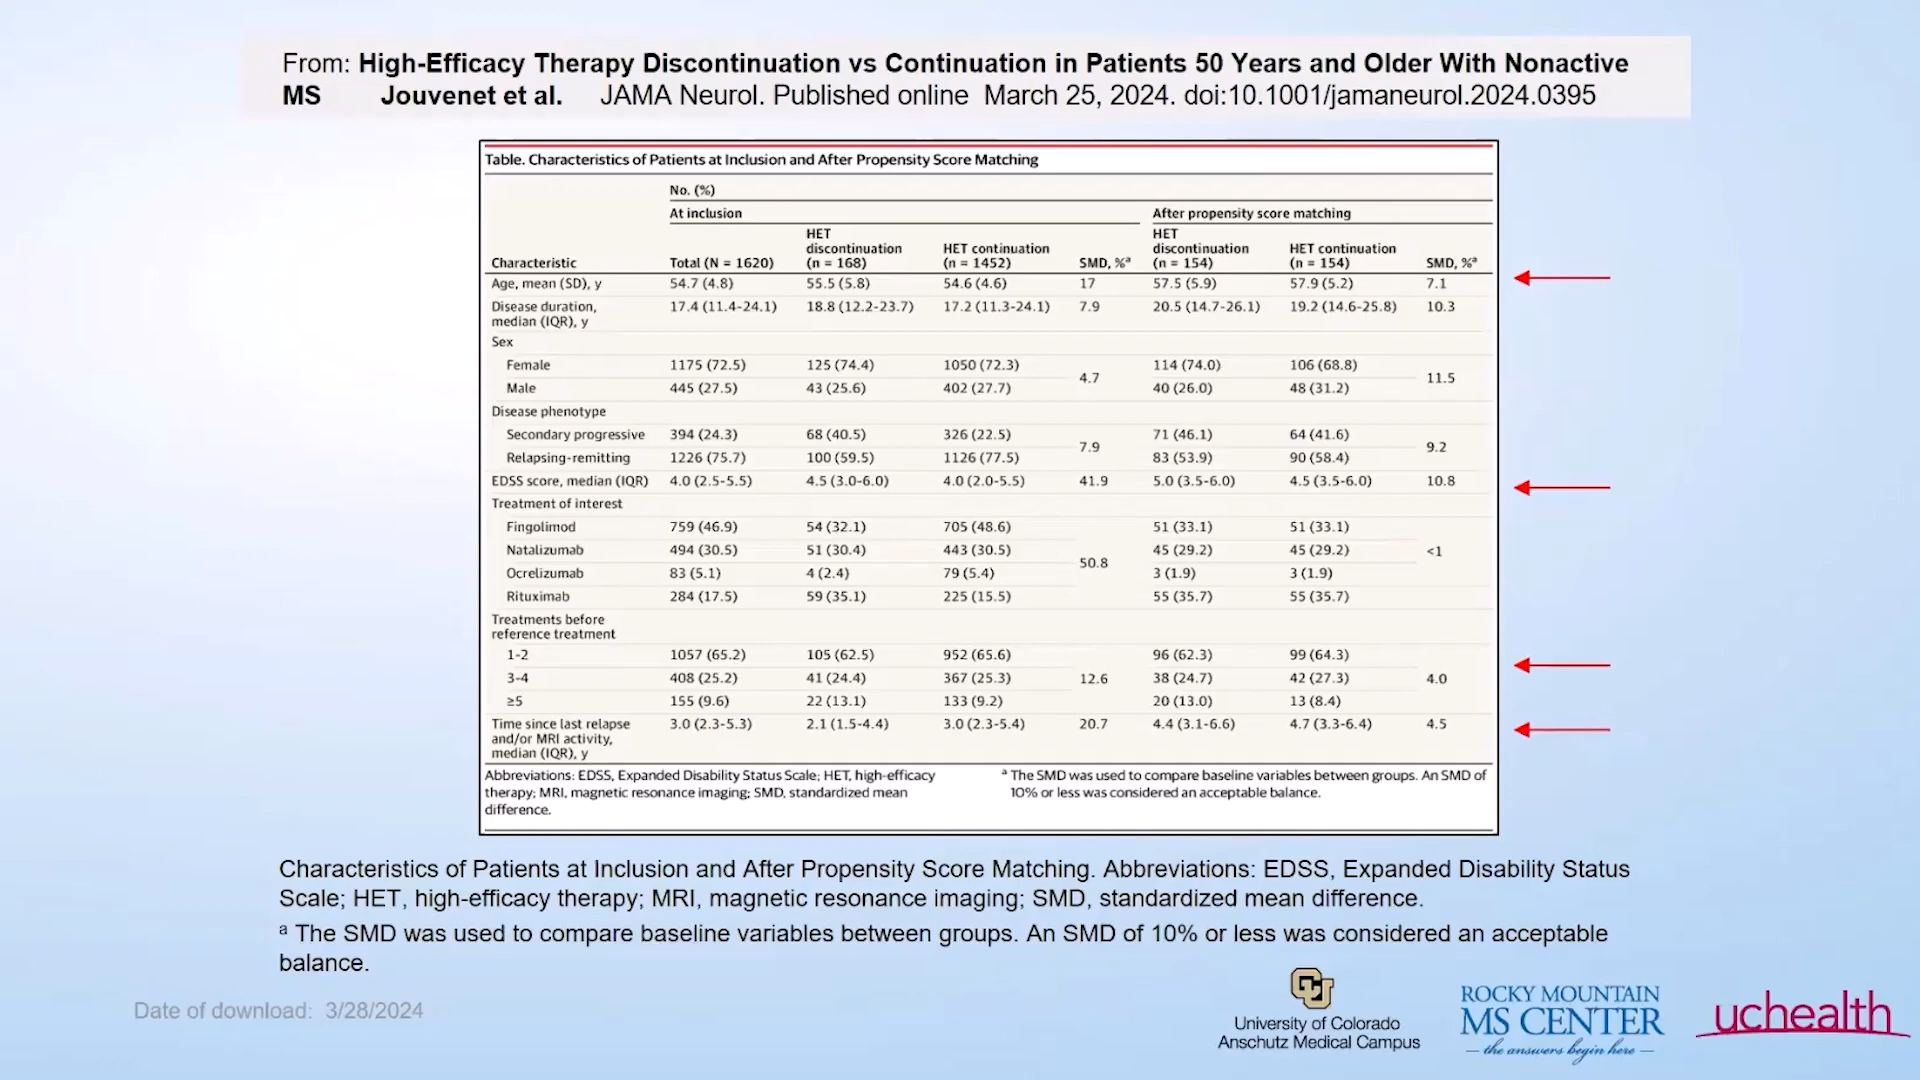 From: High-Efficacy Therapy Discontinuation vs Continuation in Patients 50 Years and Older With Nonactive
MS Jouvenet et al. JAMA Neurol. Published online March 25, 2024. doi:10.1001/jamaneurol.2024.0395
Table. Characteristics of Patients at Inclusion and After Propensity Score Matching
No. (%)
At inclusion After propensity score matching
HET HET
discontinuation HET continuation discontinuation HET continuation
Characteristic Total (N = 1620) (n = 168) (n = 1452) SMD, %ᵃ (n = 154) (n = 154) SMD, %ᵃ
Age, mean (SD), y 54.7 (4.8) 55.5 (5.8) 54.6 (4.6) 17 57.5 (5.9) 57.9 (5.2) 7.1
Disease duration, 17.4 (11.4-24.1) 18.8 (12.2-23.7) 17.2 (11.3-24.1) 7.9 20.5 (14.7-26.1) 19.2 (14.6-25.8) 10.3
median (IQR), y
Sex
Female 1175 (72.5) 125 (74.4) 1050 (72.3) 114 (74.0) 106 (68.8)
4.7 11.5
Male 445 (27.5) 43 (25.6) 402 (27.7) 40 (26.0) 48 (31.2)
Disease phenotype
Secondary progressive 394 (24.3) 68 (40.5) 326 (22.5) 71 (46.1) 64 (41.6)
7.9 9.2
Relapsing-remitting 1226 (75.7) 100 (59.5) 1126 (77.5) 83 (53.9) 90 (58.4)
EDSS score, median (IQR) 4.0 (2.5-5.5) 4.5 (3.0-6.0) 4.0 (2.0-5.5) 41.9 5.0 (3.5-6.0) 4.5 (3.5-6.0) 10.8
Treatment of interest
Fingolimod 759 (46.9) 54 (32.1) 705 (48.6) 51 (33.1) 51 (33.1)
Natalizumab 494 (30.5) 51 (30.4) 443 (30.5) 45 (29.2) 45 (29.2) <1
50.8
Ocrelizumab 83 (5.1) 4 (2.4) 79 (5.4) 3 (1.9) 3 (1.9)
Rituximab 284 (17.5) 59 (35.1) 225 (15.5) 55 (35.7) 55 (35.7)
Treatments before
reference treatment
1-2 1057 (65.2) 105 (62.5) 952 (65.6) 96 (62.3) 99 (64.3)
3-4 408 (25.2) 41 (24.4) 367 (25.3) 12.6 38 (24.7) 42 (27.3) 4.0
≥5 155 (9.6) 22 (13.1) 133 (9.2) 20 (13.0) 13 (8.4)
Time since last relapse 3.0 (2.3-5.3) 2.1 (1.5-4.4) 3.0 (2.3-5.4) 20.7 4.4 (3.1-6.6) 4.7 (3.3-6.4) 4.5
and/or MRI activity,
median (IQR), y
Abbreviations: EDSS, Expanded Disability Status Scale; HET, high-efficacy
therapy; MRI, magnetic resonance imaging; SMD, standardized mean
difference.
ᵃ The SMD was used to compare baseline variables between groups. An SMD of
10% or less was considered an acceptable balance.
Characteristics of Patients at Inclusion and After Propensity Score Matching. Abbreviations: EDSS, Expanded Disability Status
Scale; HET, high-efficacy therapy; MRI, magnetic resonance imaging; SMD, standardized mean difference.
ᵃ The SMD was used to compare baseline variables between groups. An SMD of 10% or less was considered an acceptable
balance.
Date of download: 3/28/2024
CU
University of Colorado
Anschutz Medical Campus
ROCKY MOUNTAIN
MS CENTER
— the answers begin here —
uchealth